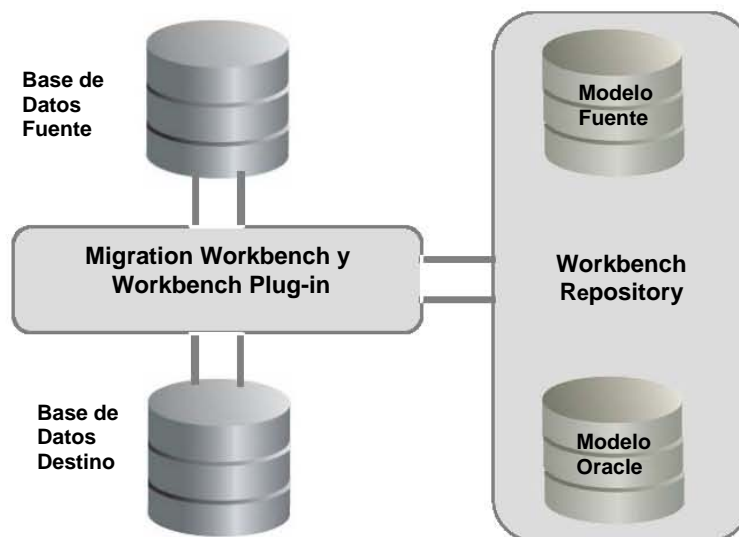 Base de
Datos
Fuente
Modelo
Fuente
Migration Workbench y
Workbench Plug-in
Workbench
Repository
Base de
Datos
Destino
Modelo
Oracle